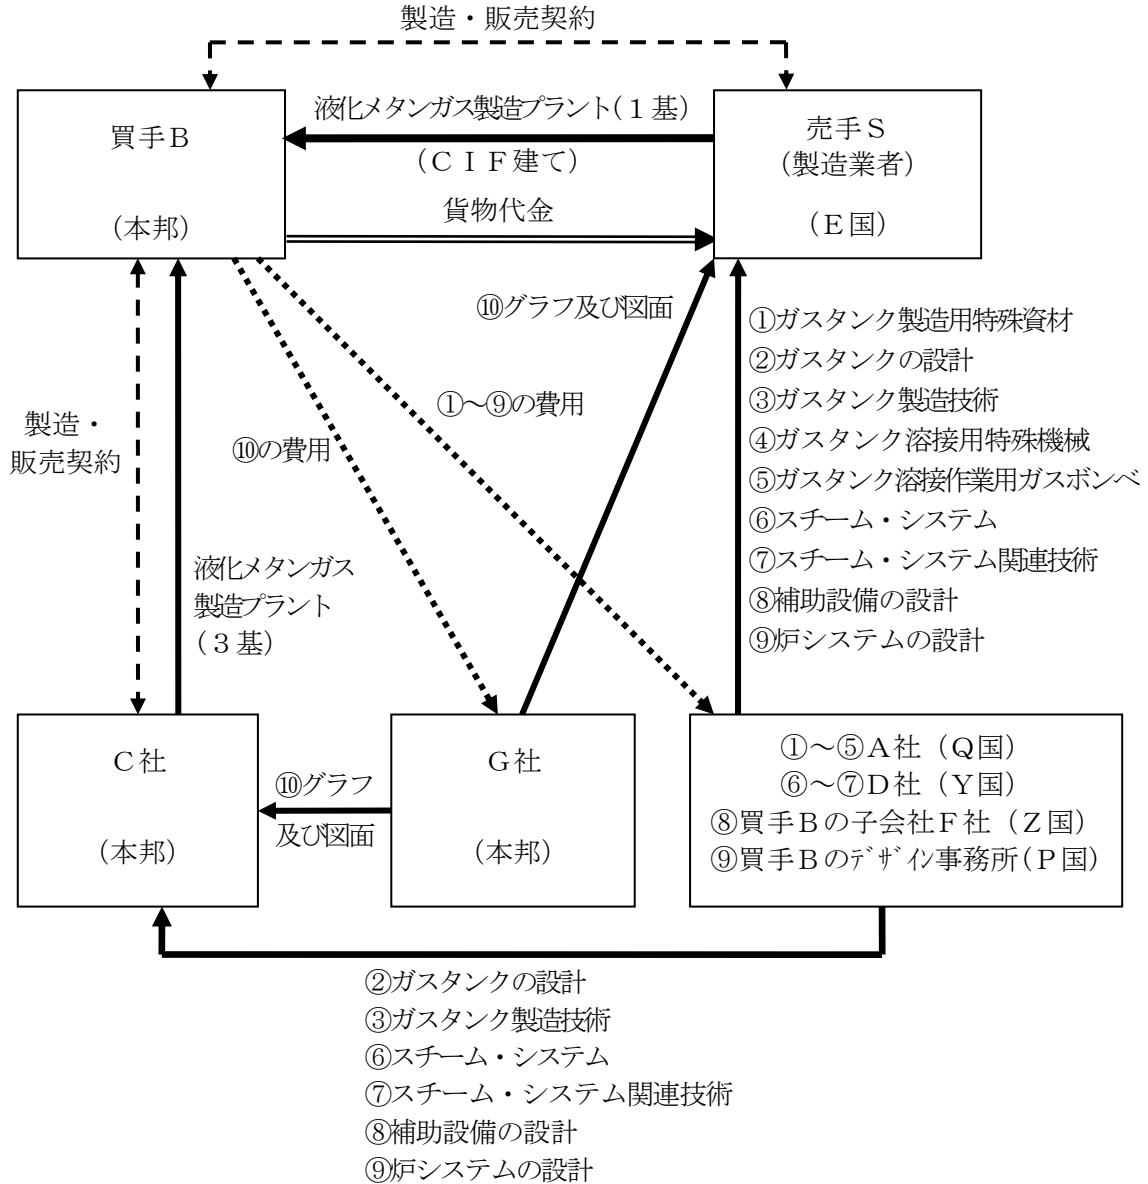 製造・販売契約
買手B
(本邦)
液化メタンガス製造プラント(1基)
(CIF建て)
貨物代金
売手S
(製造業者)
(E国)
⑩グラフ及び図面
①ガスタンク製造用特殊資材
②ガスタンクの設計
③ガスタンク製造技術
④ガスタンク溶接用特殊機械
⑤ガスタンク溶接作業用ガスボンベ
⑥スチーム・システム
⑦スチーム・システム関連技術
⑧補助設備の設計
⑨炉システムの設計
①～⑨の費用
⑩の費用
製造・
販売契約
液化メタンガス
製造プラント
(3基)
C社
(本邦)
⑩グラフ
及び図面
G社
(本邦)
①～⑤A社(Q国)
⑥～⑦D社(Y国)
⑧買手Bの子会社F社(Z国)
⑨買手Bのﾃﾞｻﾞｲﾝ事務所(P国)
②ガスタンクの設計
③ガスタンク製造技術
⑥スチーム・システム
⑦スチーム・システム関連技術
⑧補助設備の設計
⑨炉システムの設計